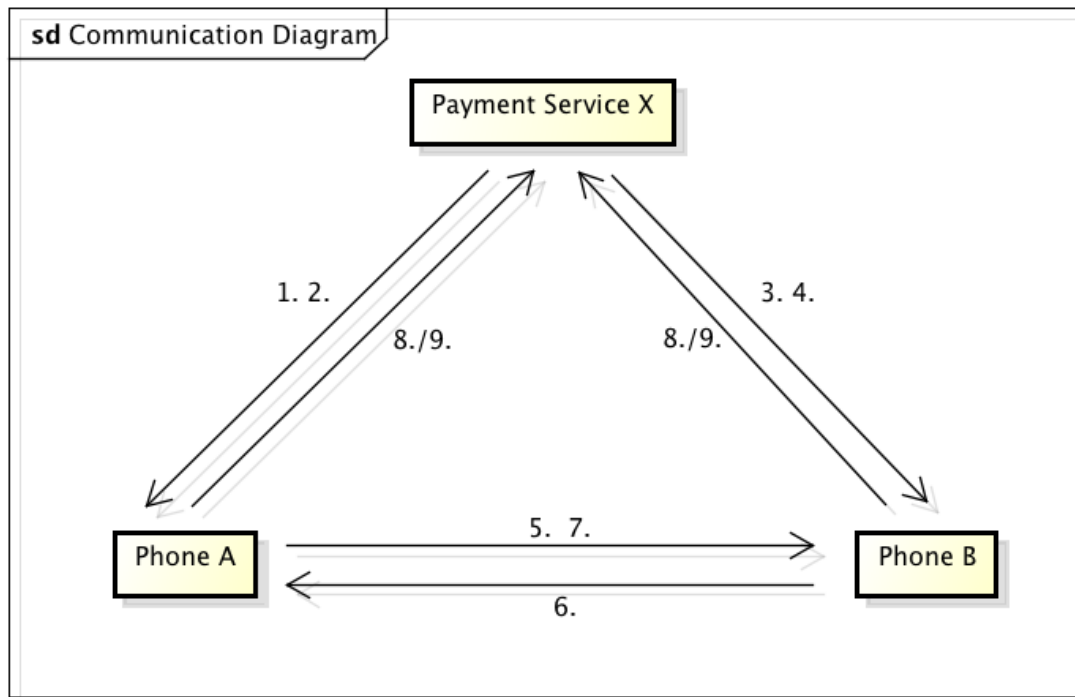 sd Communication Diagram
Payment Service X
1. 2.
3. 4.
8./9.
8./9.
5. 7.
Phone A
Phone B
6.